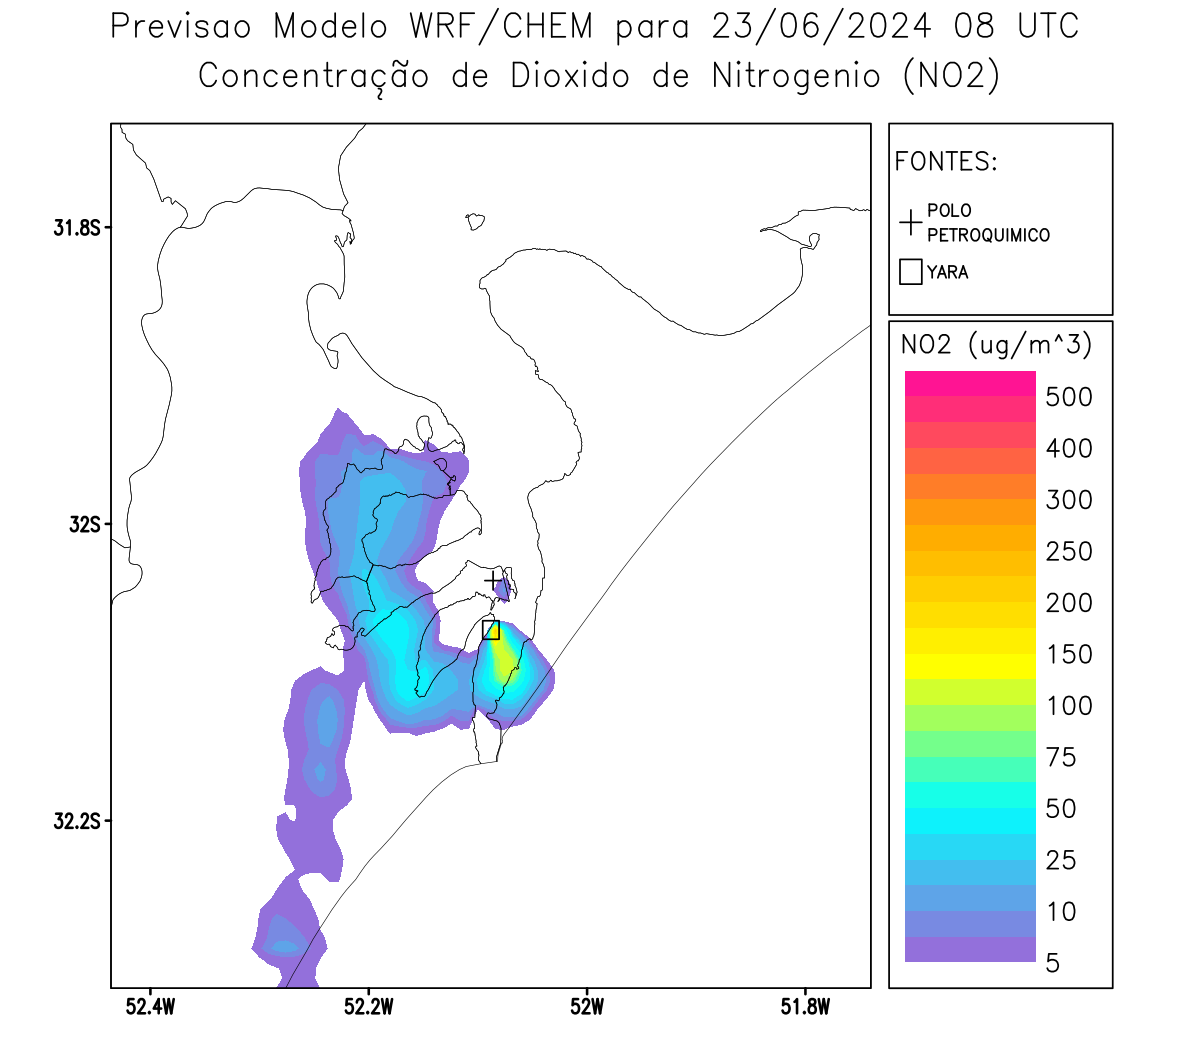 Previsao Modelo WRF/CHEM para 23/06/2024 08 UTC
Concentração de Dioxido de Nitrogenio (NO2)
FONTES:
POLO
PETROQUIMICO
YARA
NO2 (ug/m^3)
500
400
300
250
200
150
100
75
50
25
10
5
31.8S
32S
32.2S
52.4W
52.2W
52W
51.8W